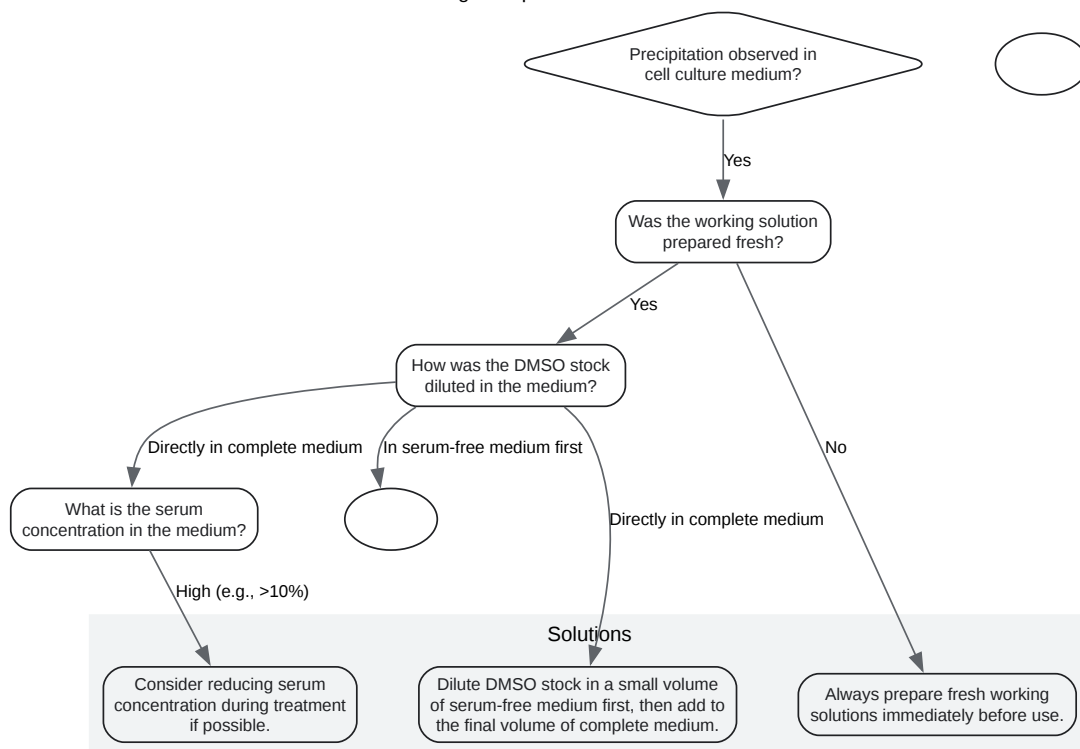 Precipitation observed in
cell culture medium?
Yes
Was the working solution
prepared fresh?
Yes
How was the DMSO stock
diluted in the medium?
Directly in complete medium
In serum-free medium first
No
What is the serum
concentration in the medium?
Directly in complete medium
High (e.g., >10%)
Solutions
Consider reducing serum
concentration during treatment
if possible.
Dilute DMSO stock in a small volume
of serum-free medium first, then add to
the final volume of complete medium.
Always prepare fresh working
solutions immediately before use.